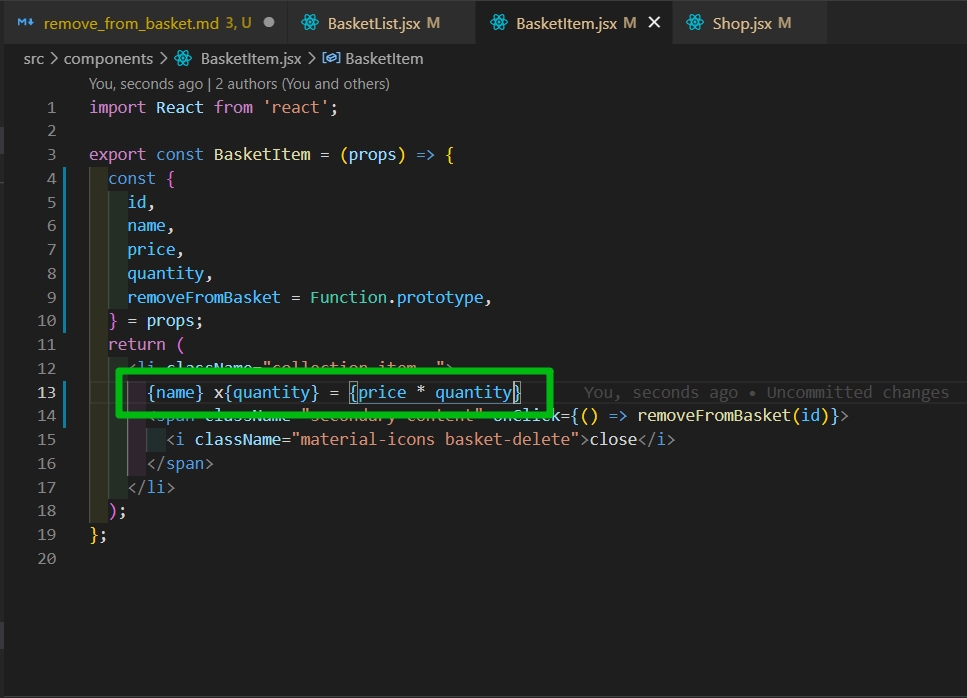 remove_from_basket.md 3, U BasketList.jsx M BasketItem.jsx M Shop.jsx M
src > components > BasketItem.jsx > BasketItem
You, seconds ago | 2 authors (You and others)
1 import React from 'react';
2
3 export const BasketItem = (props) => {
4 const {
5 id,
6 name,
7 price,
8 quantity,
9 removeFromBasket = Function.prototype,
10 } = props;
11 return (
12 <li className="collection-item ">
13 {name} x{quantity} = {price * quantity} You, seconds ago • Uncommitted changes
14 <span className="secondary-content" onClick={() => removeFromBasket(id)}>
15 <i className="material-icons basket-delete">close</i>
16 </span>
17 </li>
18 );
19 };
20